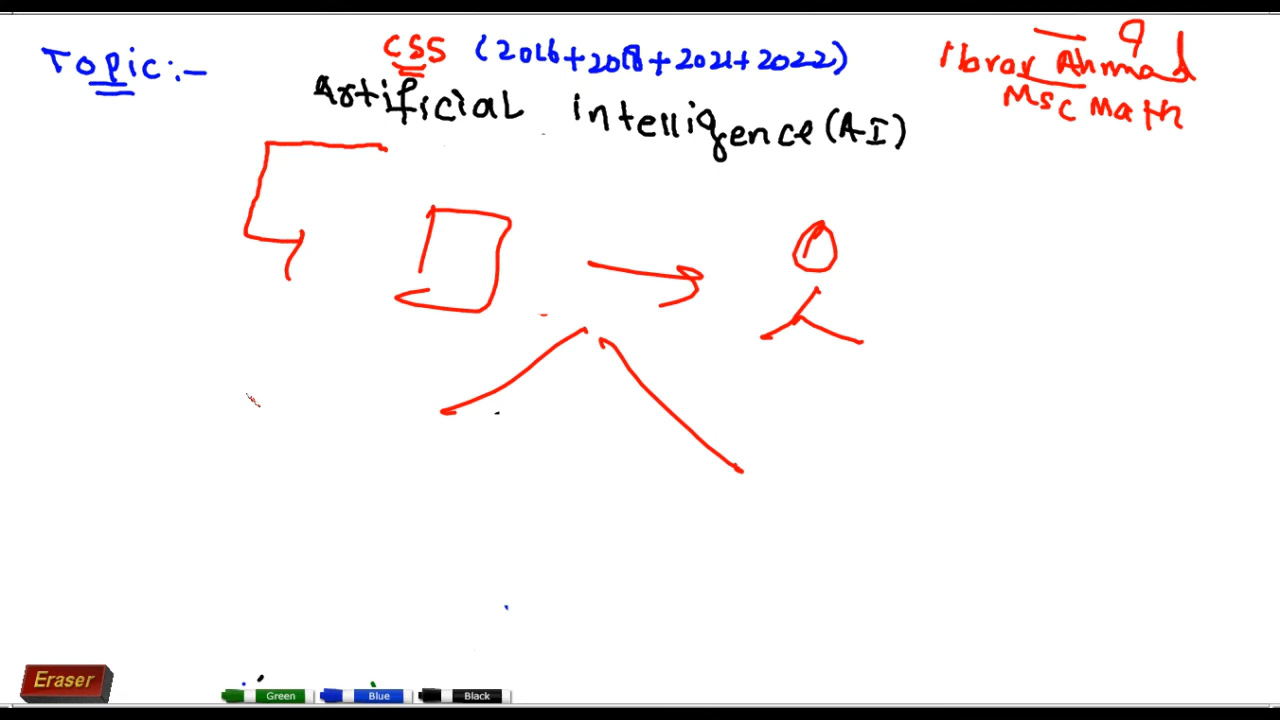 Topic:-
CSS (2016+2018+2021+2022)
Artificial intelligence (AI)
Ibrar Ahmad
Msc Math
Eraser
Green Blue Black